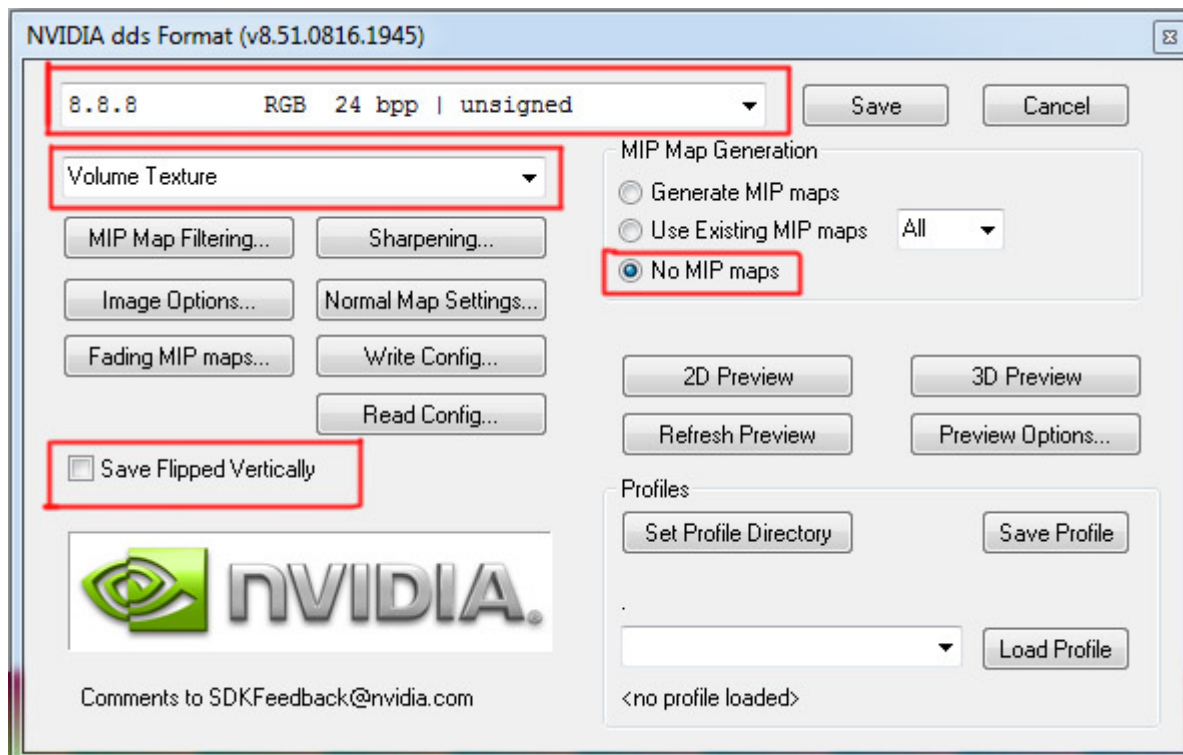 NVIDIA dds Format (v8.51.0816.1945)
8.8.8 RGB 24 bpp | unsigned
Save
Cancel
Volume Texture
MIP Map Generation
Generate MIP maps
Use Existing MIP maps
All
No MIP maps
MIP Map Filtering...
Sharpening...
Image Options...
Normal Map Settings...
Fading MIP maps...
Write Config...
Read Config...
2D Preview
3D Preview
Refresh Preview
Preview Options...
Save Flipped Vertically
Profiles
Set Profile Directory
Save Profile
.
Load Profile
<no profile loaded>
NVIDIA.
Comments to SDKFeedback@nvidia.com